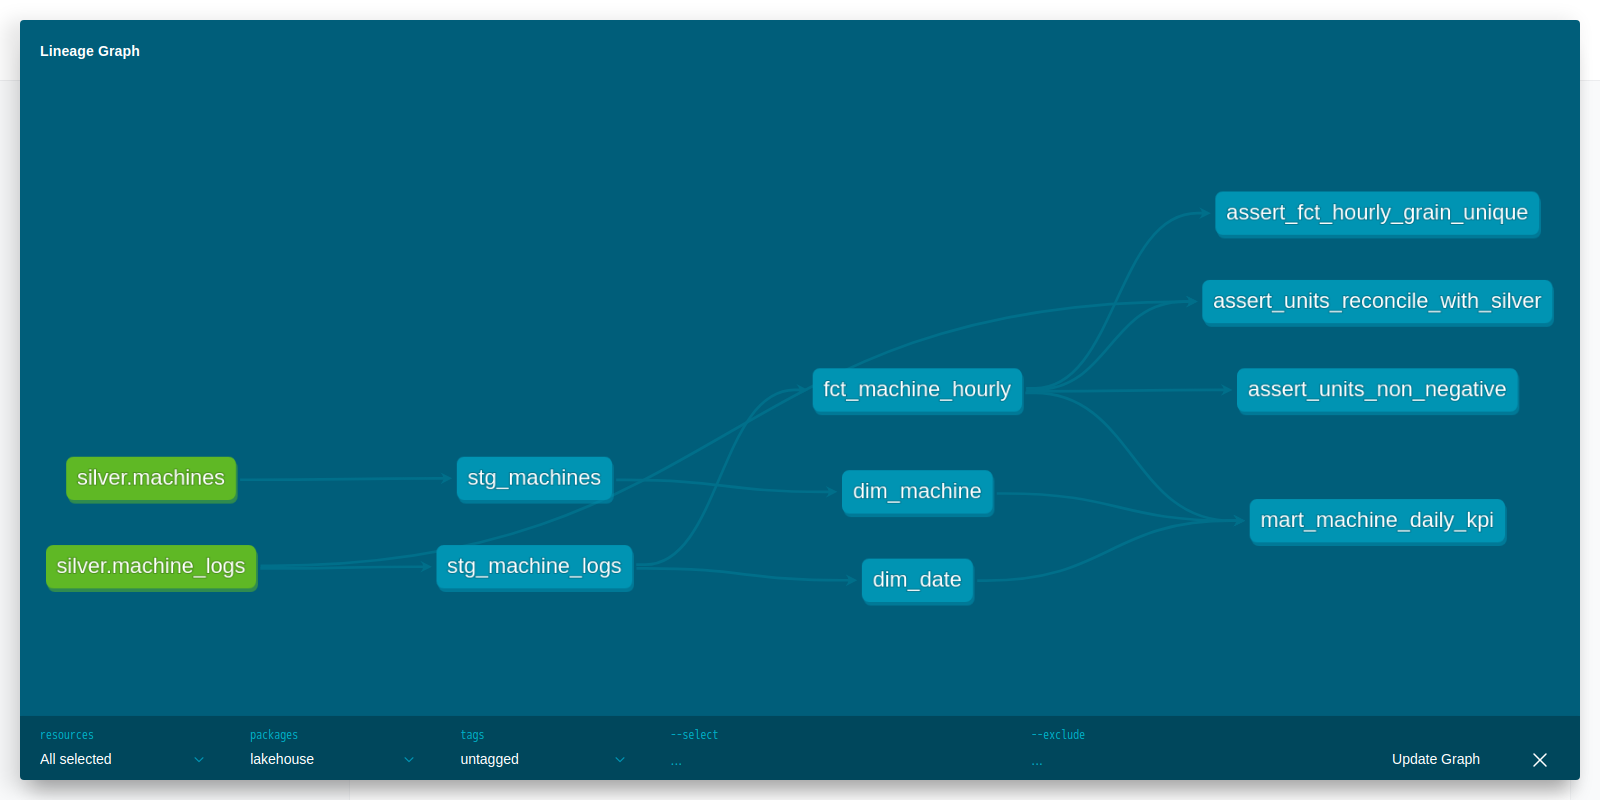 Lineage Graph
assert_fct_hourly_grain_unique
assert_units_reconcile_with_silver
fct_machine_hourly
assert_units_non_negative
silver.machines
stg_machines
dim_machine
mart_machine_daily_kpi
silver.machine_logs
stg_machine_logs
dim_date
resources
packages
tags
--select
--exclude
All selected
lakehouse
untagged
...
...
Update Graph